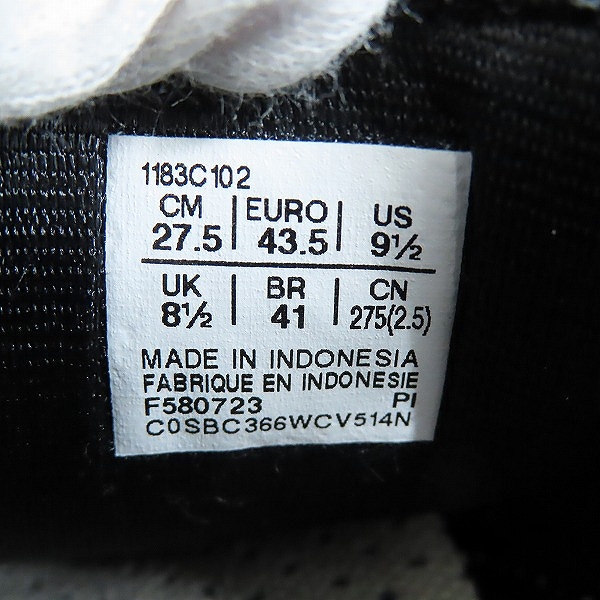 1183C102
CM EURO US
27.5 43.5 9½
UK BR CN
8½ 41 275(2.5)
MADE IN INDONESIA
FABRIQUE EN INDONESIE
F580723 PI
C0SBC366WCV514N